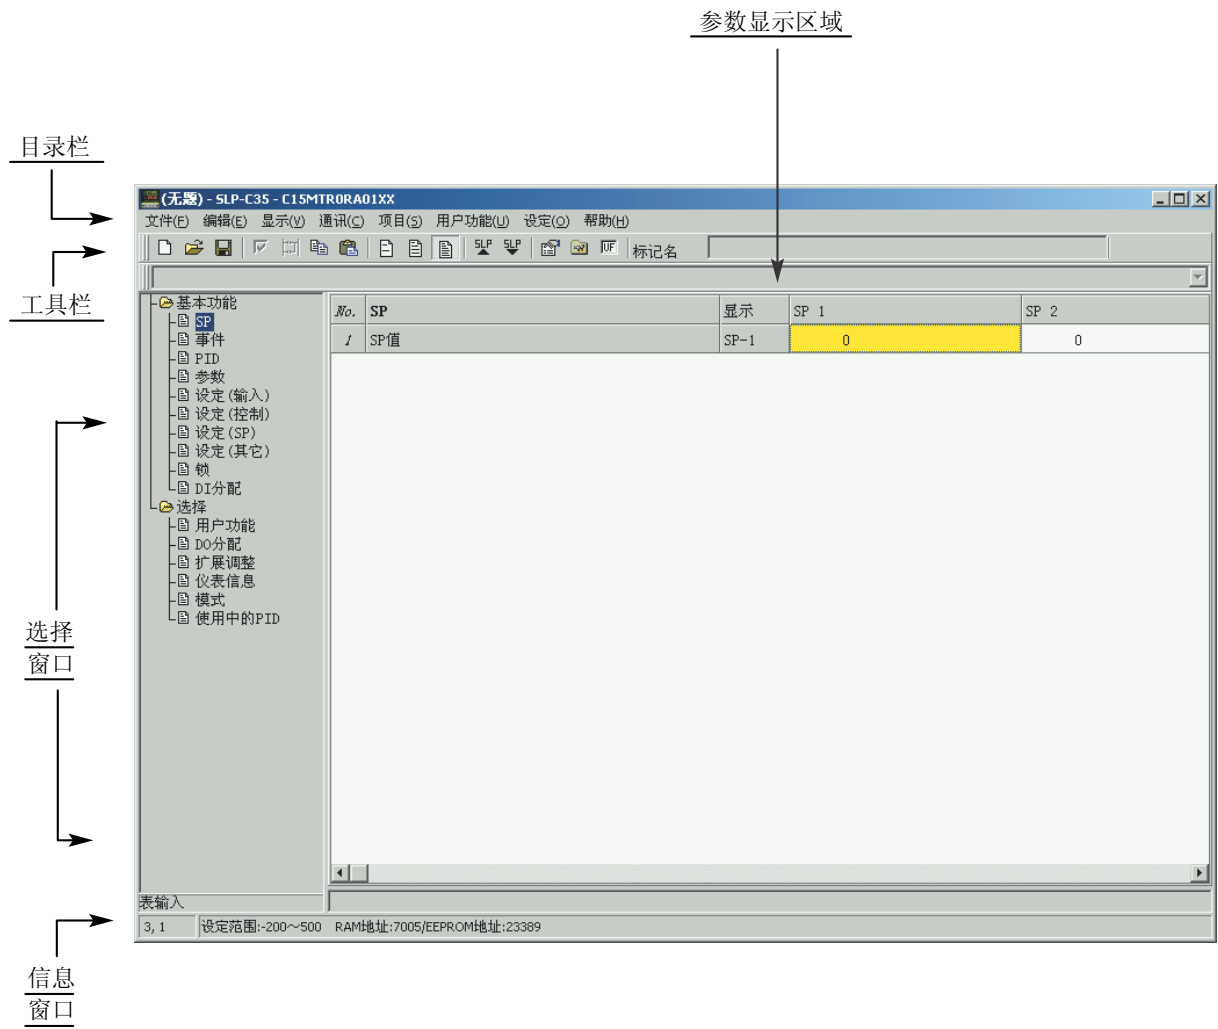 参数显示区域
目录栏
(无题) - SLP-C35 - C15MTR0RA01XX
文件(F) 编辑(E) 显示(V) 通讯(C) 项目(S) 用户功能(U) 设定(O) 帮助(H)
SLP SLP UF 标记名
工具栏
基本功能
SP
事件
PID
参数
设定(输入)
设定(控制)
设定(SP)
设定(其它)
锁
DI分配
选择
用户功能
DO分配
扩展调整
仪表信息
模式
使用中的PID
No. SP 显示 SP 1 SP 2
1 SP值 SP-1 0 0
选择
窗口
表输入
3, 1 设定范围:-200～500 RAM地址:7005/EEPROM地址:23389
信息
窗口